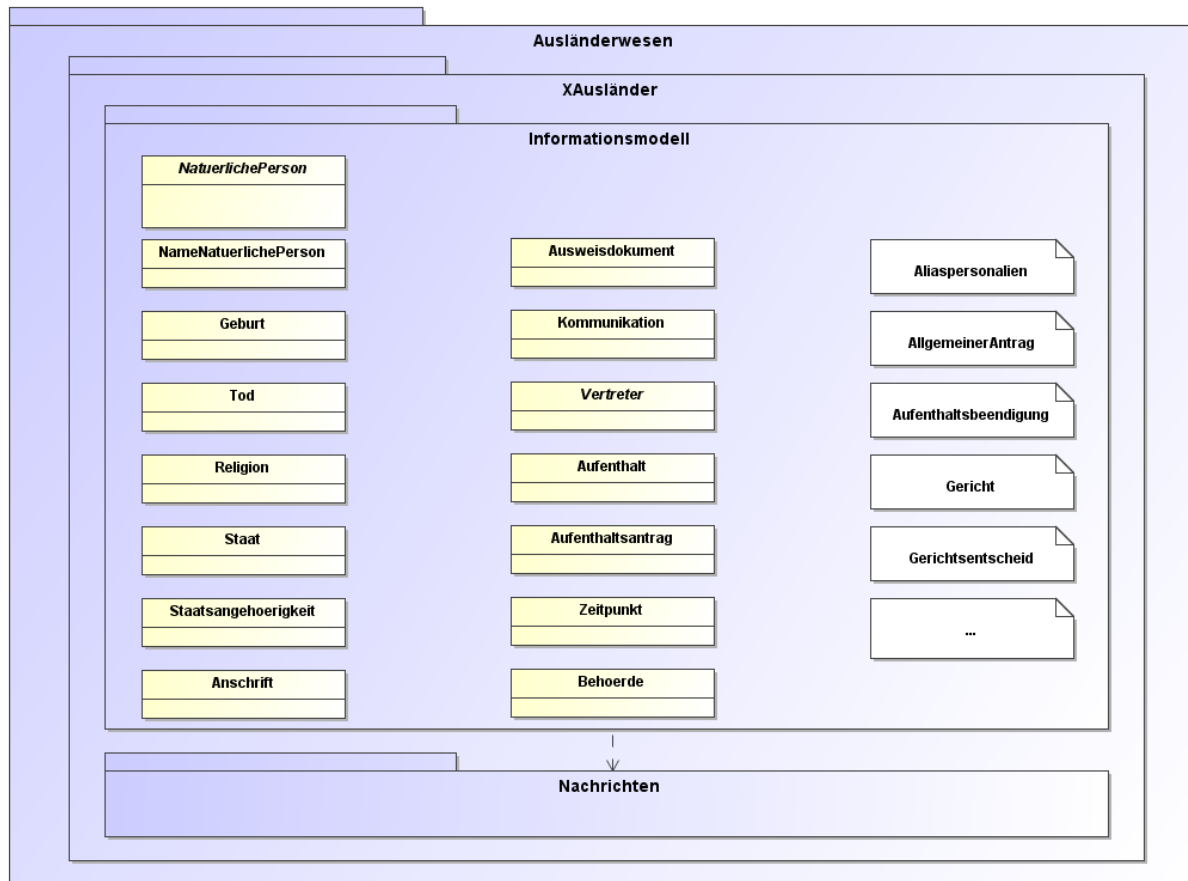 Ausländerwesen
XAusländer
Informationsmodell
NatuerlichePerson
NameNatuerlichePerson
Geburt
Tod
Religion
Staat
Staatsangehoerigkeit
Anschrift
Ausweisdokument
Kommunikation
Vertreter
Aufenthalt
Aufenthaltsantrag
Zeitpunkt
Behoerde
Aliaspersonalien
AllgemeinerAntrag
Aufenthaltsbeendigung
Gericht
Gerichtsentscheid
...
Nachrichten